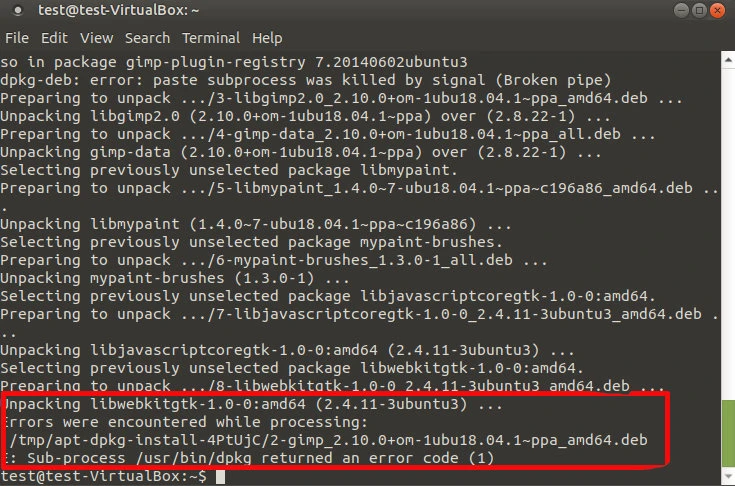 test@test-VirtualBox: ~
File Edit View Search Terminal Help
so in package gimp-plugin-registry 7.20140602ubuntu3
dpkg-deb: error: paste subprocess was killed by signal (Broken pipe)
Preparing to unpack .../3-libgimp2.0_2.10.0+om-1ubu18.04.1~ppa_amd64.deb ...
Unpacking libgimp2.0 (2.10.0+om-1ubu18.04.1~ppa) over (2.8.22-1) ...
Preparing to unpack .../4-gimp-data_2.10.0+om-1ubu18.04.1~ppa_all.deb ...
Unpacking gimp-data (2.10.0+om-1ubu18.04.1~ppa) over (2.8.22-1) ...
Selecting previously unselected package libmypaint.
Preparing to unpack .../5-libmypaint_1.4.0~7-ubu18.04.1~ppa~c196a86_amd64.deb ..
.
Unpacking libmypaint (1.4.0~7-ubu18.04.1~ppa~c196a86) ...
Selecting previously unselected package mypaint-brushes.
Preparing to unpack .../6-mypaint-brushes_1.3.0-1_all.deb ...
Unpacking mypaint-brushes (1.3.0-1) ...
Selecting previously unselected package libjavascriptcoregtk-1.0-0:amd64.
Preparing to unpack .../7-libjavascriptcoregtk-1.0-0_2.4.11-3ubuntu3_amd64.deb .
..
Unpacking libjavascriptcoregtk-1.0-0:amd64 (2.4.11-3ubuntu3) ...
Selecting previously unselected package libwebkitgtk-1.0-0:amd64.
Preparing to unpack .../8-libwebkitgtk-1.0-0_2.4.11-3ubuntu3_amd64.deb ...
Unpacking libwebkitgtk-1.0-0:amd64 (2.4.11-3ubuntu3) ...
Errors were encountered while processing:
/tmp/apt-dpkg-install-4PtUjC/2-gimp_2.10.0+om-1ubu18.04.1~ppa_amd64.deb
E: Sub-process /usr/bin/dpkg returned an error code (1)
test@test-VirtualBox:~$